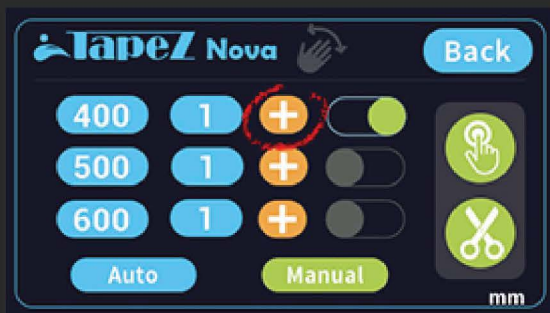 TapeZ Nova
Back
400 1 +
500 1 +
600 1 +
Auto Manual
mm